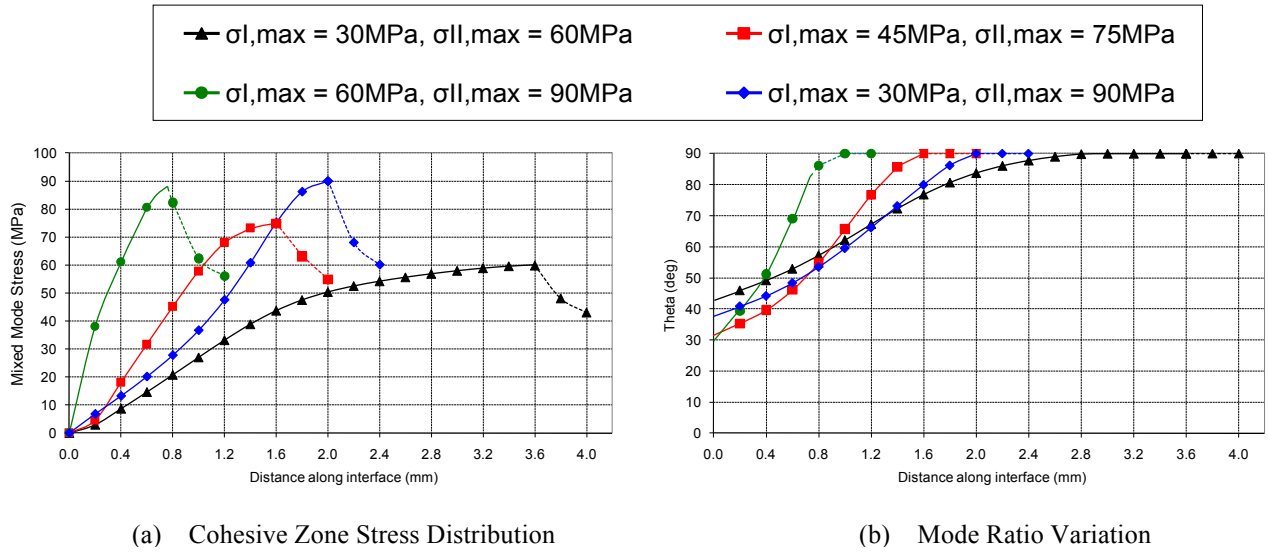 σI,max = 30MPa, σII,max = 60MPa
σI,max = 45MPa, σII,max = 75MPa
σI,max = 60MPa, σII,max = 90MPa
σI,max = 30MPa, σII,max = 90MPa
Mixed Mode Stress (MPa)
100
90
80
70
60
50
40
30
20
10
0
0.0 0.4 0.8 1.2 1.6 2.0 2.4 2.8 3.2 3.6 4.0
Distance along interface (mm)
(a) Cohesive Zone Stress Distribution
Theta (deg)
90
80
70
60
50
40
30
20
10
0
0.0 0.4 0.8 1.2 1.6 2.0 2.4 2.8 3.2 3.6 4.0
Distance along interface (mm)
(b) Mode Ratio Variation